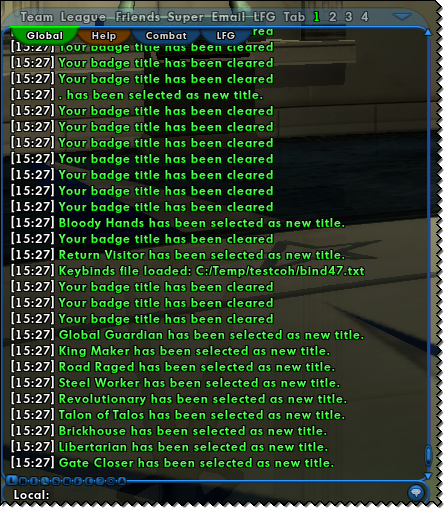 Team League Friends Super Email LFG Tab 1 2 3 4
Global Help Combat LFG
[15:27] Your badge title has been cleared
[15:27] Your badge title has been cleared
[15:27] Your badge title has been cleared
[15:27] . has been selected as new title.
[15:27] Your badge title has been cleared
[15:27] Your badge title has been cleared
[15:27] Your badge title has been cleared
[15:27] Your badge title has been cleared
[15:27] Your badge title has been cleared
[15:27] Your badge title has been cleared
[15:27] Your badge title has been cleared
[15:27] Bloody Hands has been selected as new title.
[15:27] Your badge title has been cleared
[15:27] Return Visitor has been selected as new title.
[15:27] Keybinds file loaded: C:/Temp/testcoh/bind47.txt
[15:27] Your badge title has been cleared
[15:27] Your badge title has been cleared
[15:27] Your badge title has been cleared
[15:27] Global Guardian has been selected as new title.
[15:27] King Maker has been selected as new title.
[15:27] Road Raged has been selected as new title.
[15:27] Steel Worker has been selected as new title.
[15:27] Revolutionary has been selected as new title.
[15:27] Talon of Talos has been selected as new title.
[15:27] Brickhouse has been selected as new title.
[15:27] Libertarian has been selected as new title.
[15:27] Gate Closer has been selected as new title.
Local: